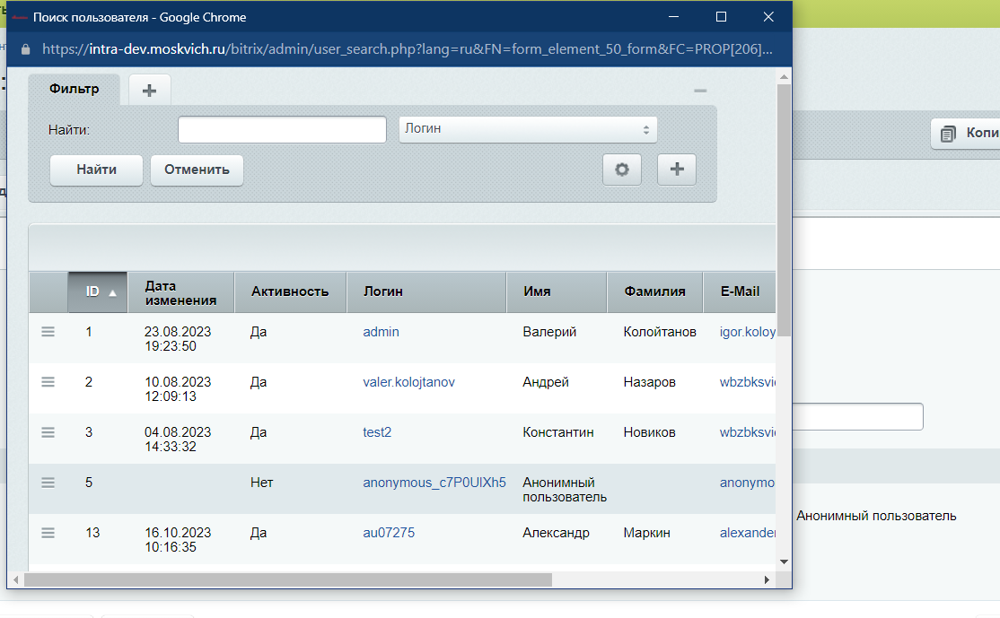 Поиск пользователя - Google Chrome
https://intra-dev.moskvich.ru/bitrix/admin/user_search.php?lang=ru&FN=form_element_50_form&FC=PROP[206]...
Фильтр
Найти:
Логин
Найти Отменить
Копи
ID Дата изменения Активность Логин Имя Фамилия E-Mail
1 23.08.2023 19:23:50 Да admin Валерий Колойтанов igor.koloy
2 10.08.2023 12:09:13 Да valer.kolojtanov Андрей Назаров wbzbksvi
3 04.08.2023 14:33:32 Да test2 Константин Новиков wbzbksvi
5 Нет anonymous_c7P0UlXh5 Анонимный пользователь anonymo
Анонимный пользователь
13 16.10.2023 10:16:35 Да au07275 Александр Маркин alexander